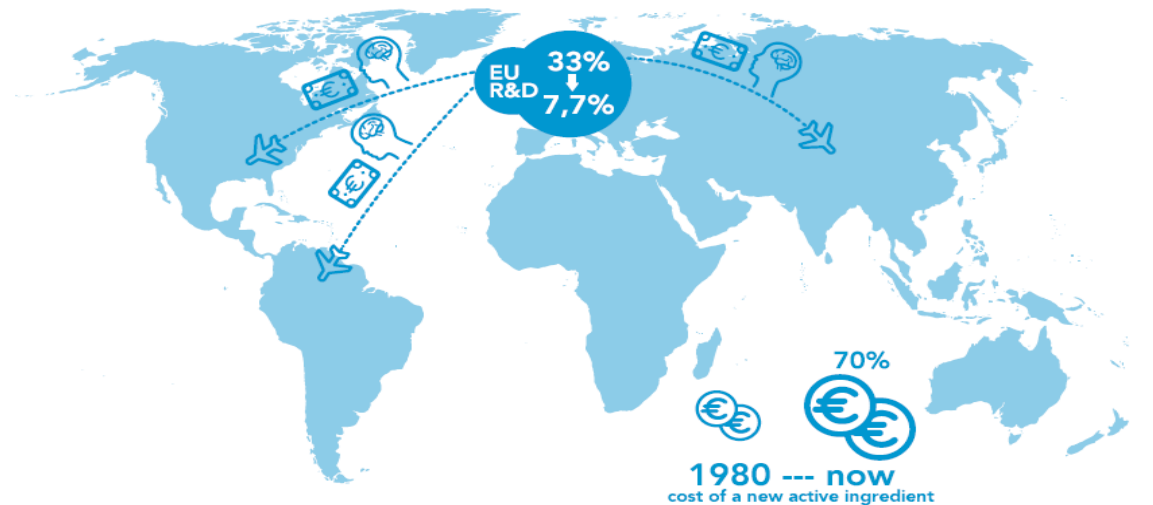 EU
R&D
33%
7,7%
70%
€ €
€ €
1980 --- now
cost of a new active ingredient